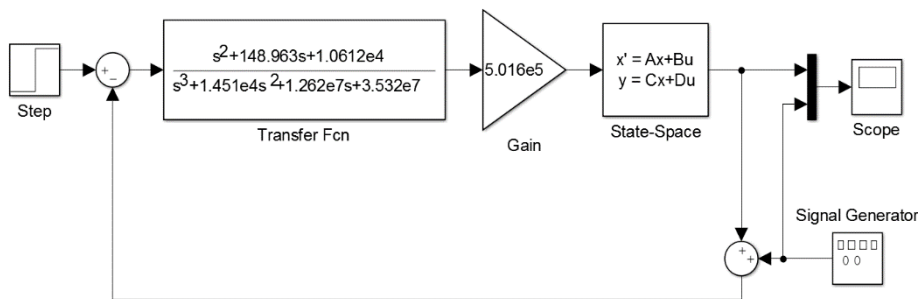 s2+148.963s+1.0612e4
s3+1.451e4s2+1.262e7s+3.532e7
5.016e5
x' = Ax+Bu
y = Cx+Du
Step
Transfer Fcn
Gain
State-Space
Scope
Signal Generator